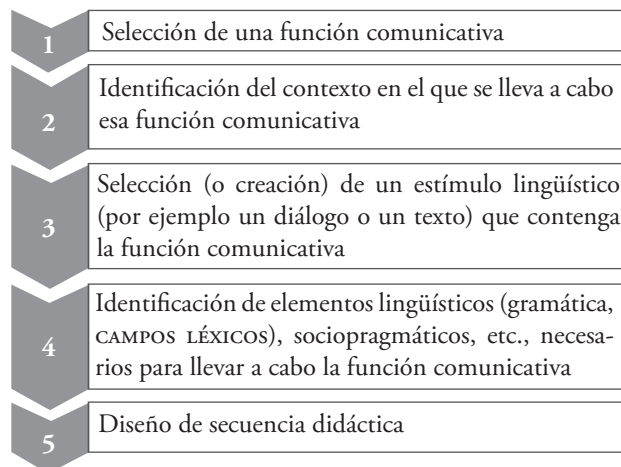 1 Selección de una función comunicativa
Identificación del contexto en el que se lleva a cabo
2 esa función comunicativa
Selección (o creación) de un estímulo lingüístico
3 (por ejemplo un diálogo o un texto) que contenga
la función comunicativa
Identificación de elementos lingüísticos (gramática,
4 CAMPOS LÉXICOS), sociopragmáticos, etc., necesa-
rios para llevar a cabo la función comunicativa
5 Diseño de secuencia didáctica